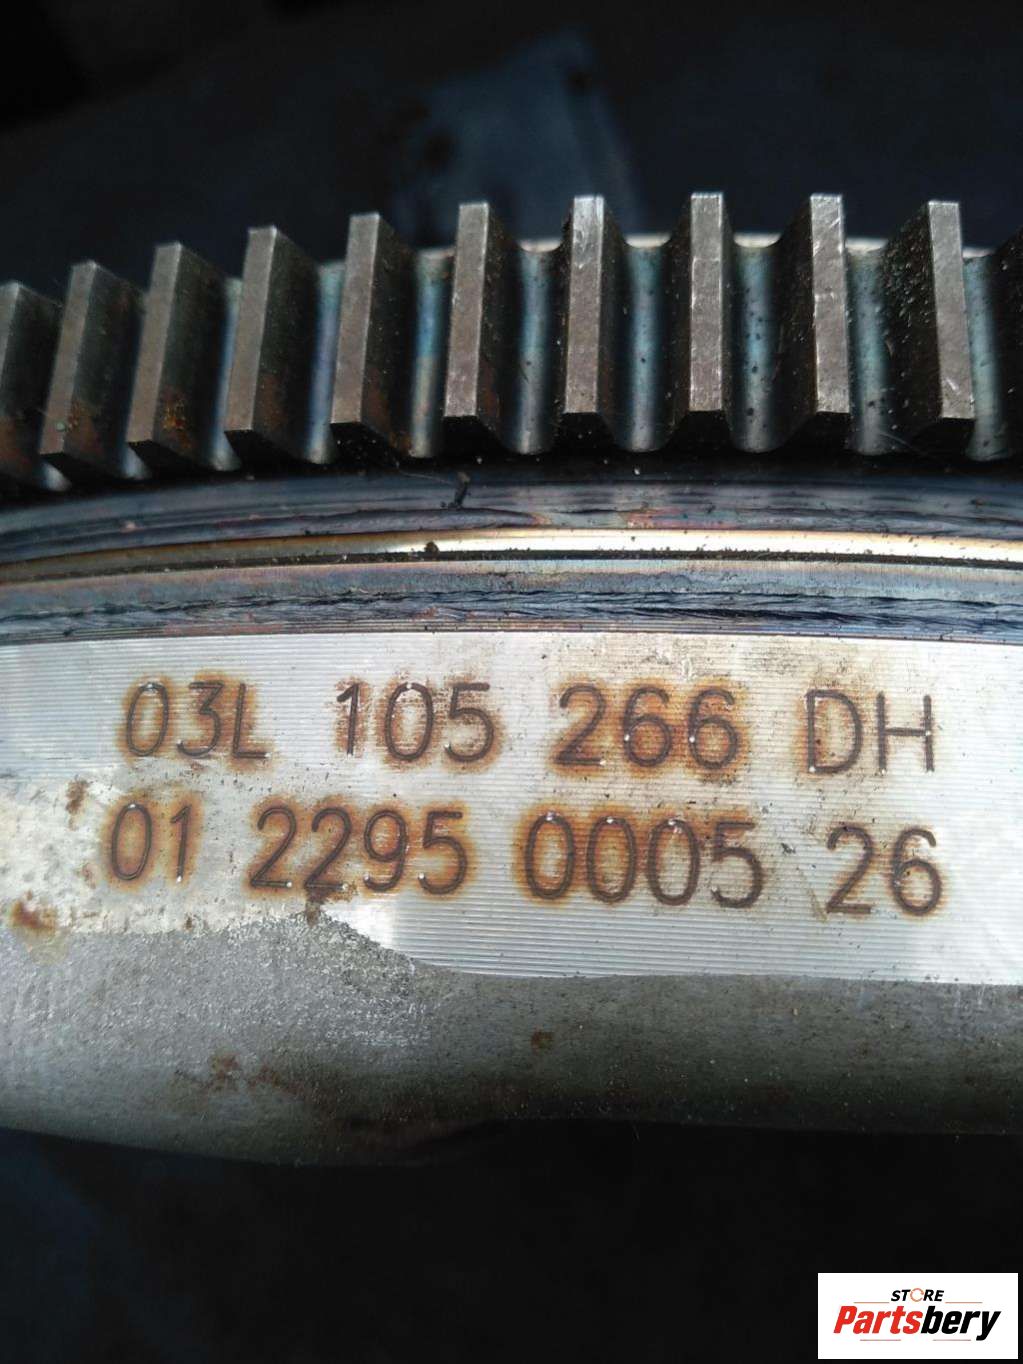 03L 105 266 DH
01 2295 0005 26
STORE
Partsbery